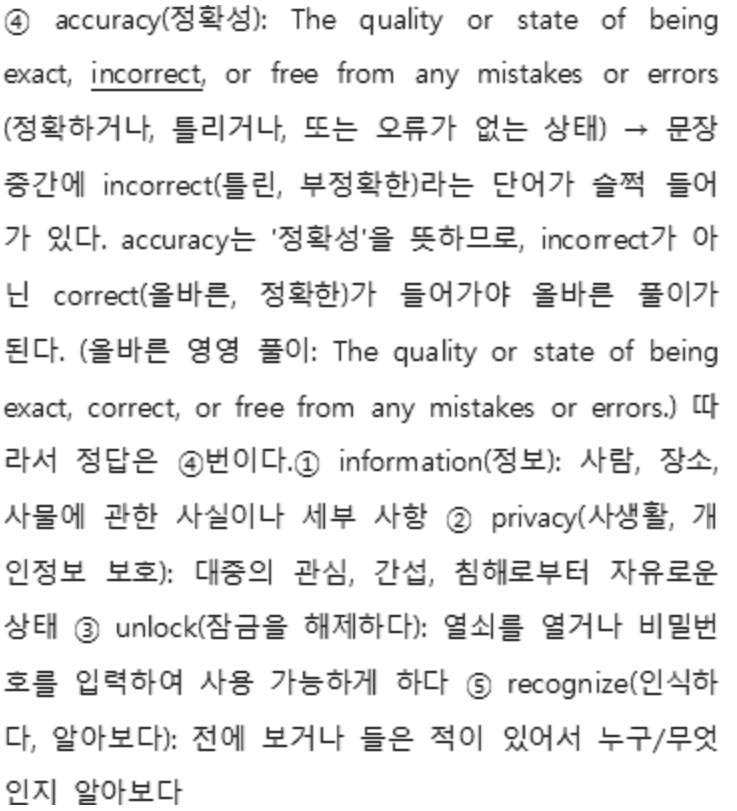 ④ accuracy(정확성): The quality or state of being
exact, incorrect, or free from any mistakes or errors
(정확하거나, 틀리거나, 또는 오류가 없는 상태) → 문장
중간에 incorrect(틀린, 부정확한)라는 단어가 슬쩍 들어
가 있다. accuracy는 '정확성'을 뜻하므로, incorrect가 아
닌 correct(올바른, 정확한)가 들어가야 올바른 풀이가
된다. (올바른 영영 풀이: The quality or state of being
exact, correct, or free from any mistakes or errors.) 따
라서 정답은 ④번이다.① information(정보): 사람, 장소,
사물에 관한 사실이나 세부 사항 ② privacy(사생활, 개
인정보 보호): 대중의 관심, 간섭, 침해로부터 자유로운
상태 ③ unlock(잠금을 해제하다): 열쇠를 열거나 비밀번
호를 입력하여 사용 가능하게 하다 ⑤ recognize(인식하
다, 알아보다): 전에 보거나 들은 적이 있어서 누구/무엇
인지 알아보다